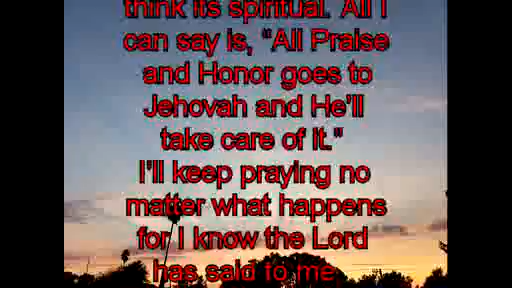 think its spiritual. All I
can say is, “All Praise
and Honor goes to
Jehovah and He’ll
take care of it.”
I’ll keep praying no
matter what happens
for I know the Lord
has said to me